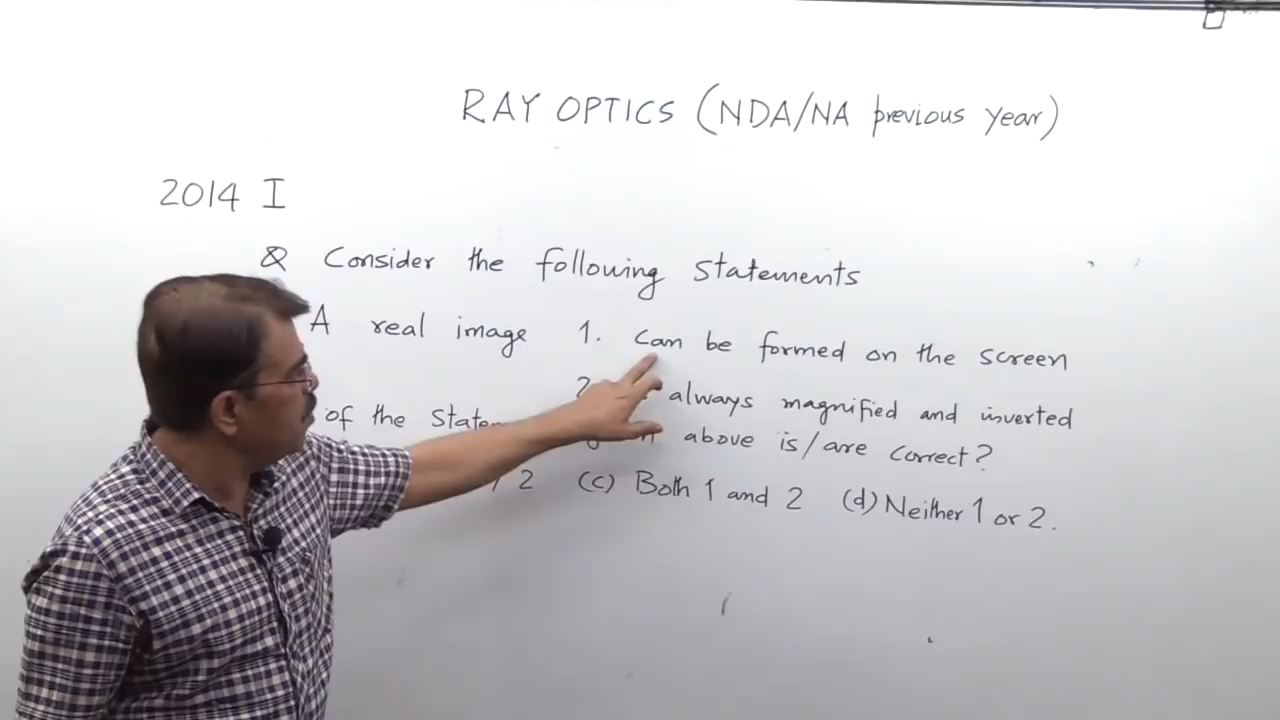 RAY OPTICS (NDA/NA previous year)
2014 I
Q Consider the following statements
A real image 1. Can be formed on the screen
2. always magnified and inverted
of the above is/are correct?
2 (c) Both 1 and 2 (d) Neither 1 or 2.